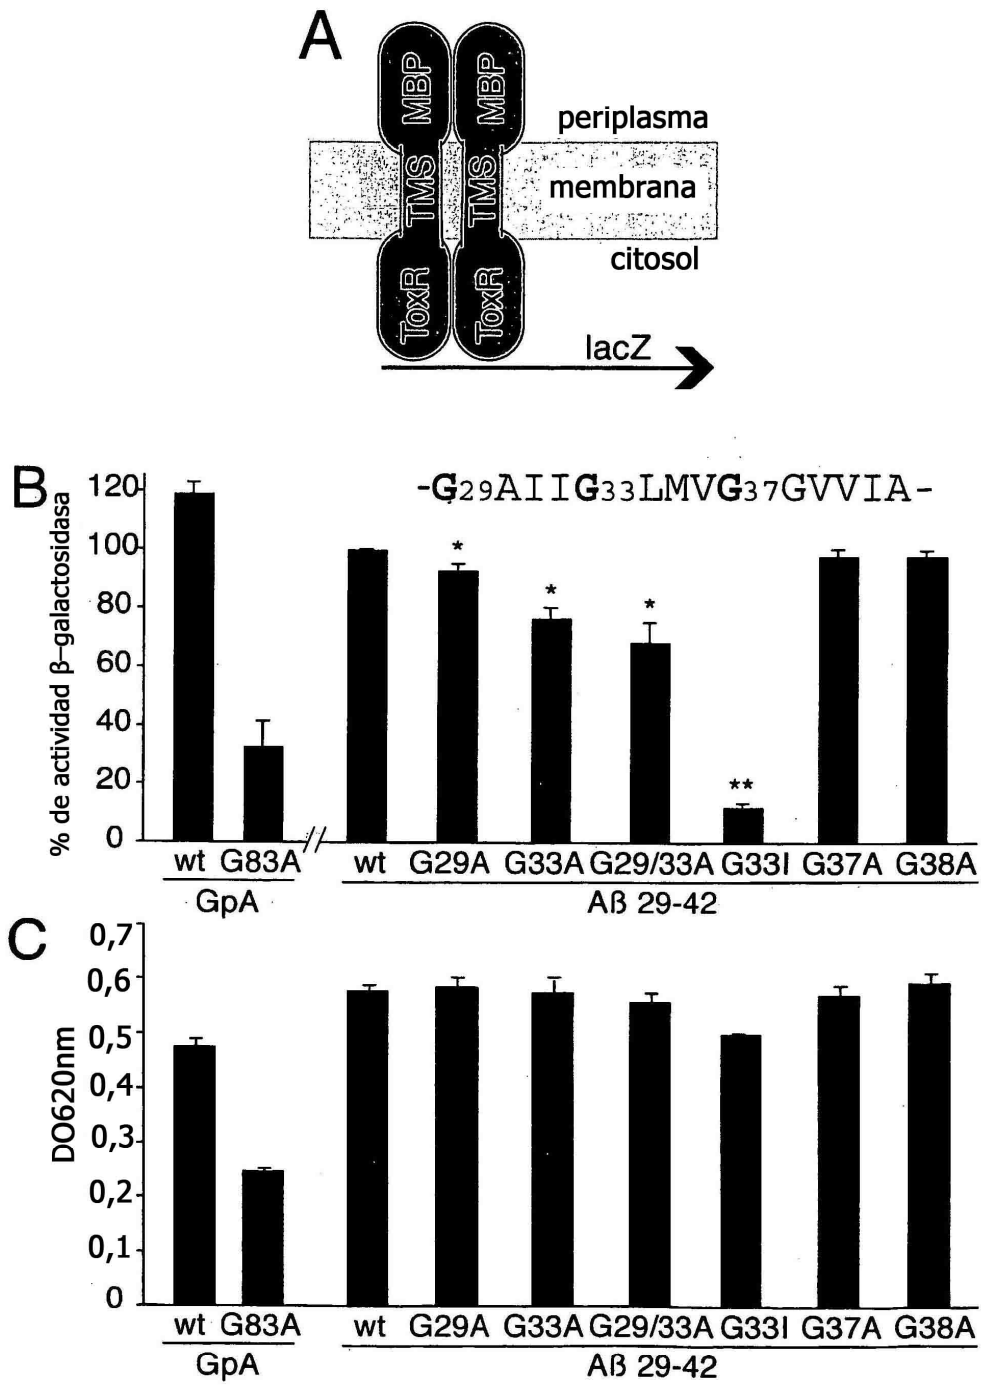 A
MBP MBP
periplasma
TMS TMS
membrana
citosol
ToxR ToxR
lacZ
B
% de actividad β–galactosidasa
-G29AIIG33LMVG37GVVIA-
120
100
80
60
40
20
0
* * * **
wt G83A // wt G29A G33A G29/33A G33I G37A G38A
GpA Aß 29-42
C
DO620nm
0,7
0,6
0,5
0,4
0,3
0,2
0,1
0
wt G83A wt G29A G33A G29/33A G33I G37A G38A
GpA Aß 29-42